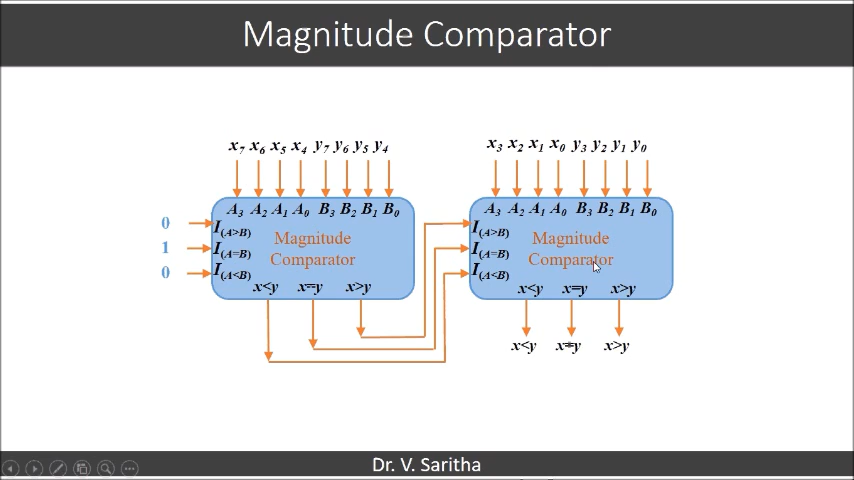 Magnitude Comparator
x7 x6 x5 x4 y7 y6 y5 y4
A3 A2 A1 A0 B3 B2 B1 B0
0 I(A>B)
1 I(A=B)
0 I(A<B)
Magnitude
Comparator
x<y x=y x>y
x3 x2 x1 x0 y3 y2 y1 y0
A3 A2 A1 A0 B3 B2 B1 B0
I(A>B)
I(A=B)
I(A<B)
Magnitude
Comparator
x<y x=y x>y
x<y x=y x>y
Dr. V. Saritha